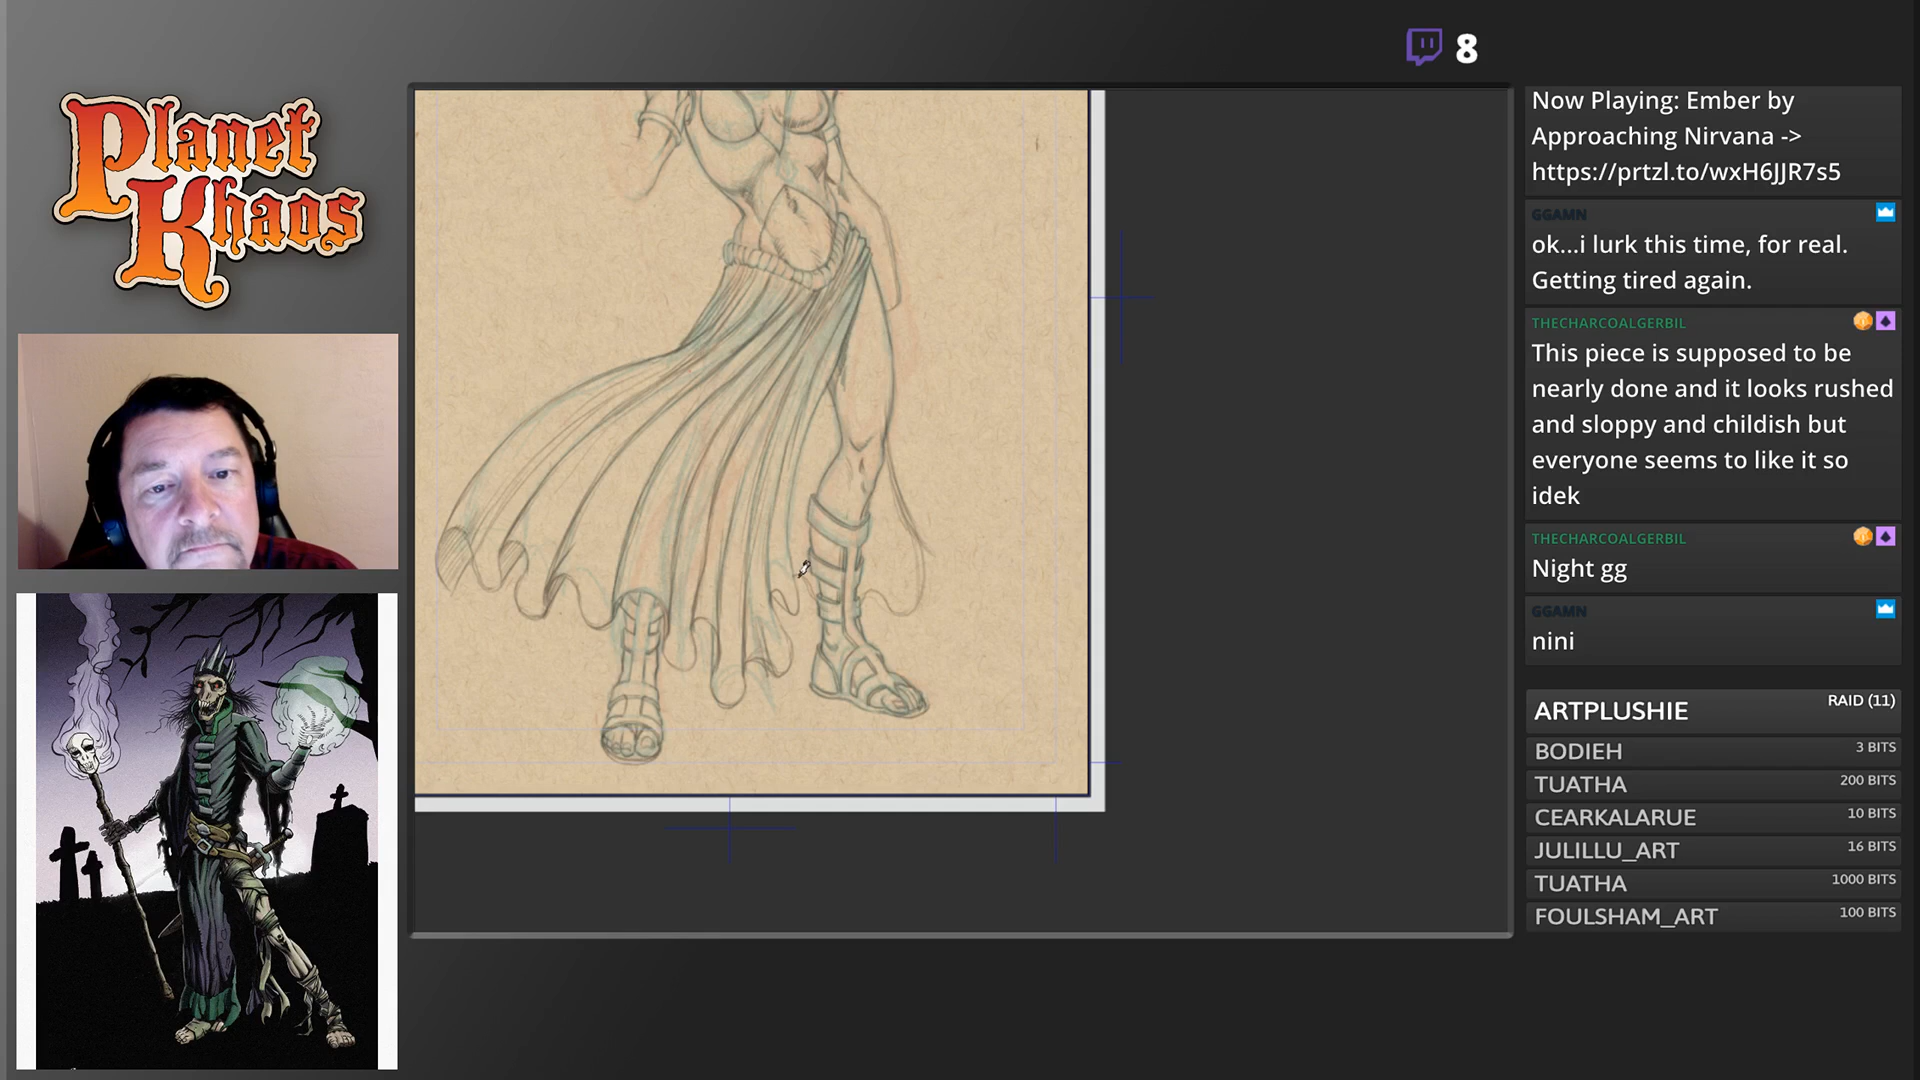 8
Planet
Khaos
Now Playing: Ember by
Approaching Nirvana ->
https://prtzl.to/wxH6JJR7s5
GGAMN
ok...i lurk this time, for real.
Getting tired again.
THECHARCOALGERBIL
This piece is supposed to be
nearly done and it looks rushed
and sloppy and childish but
everyone seems to like it so
idek
THECHARCOALGERBIL
Night gg
GGAMN
nini
ARTPLUSHIE RAID (11)
BODIEH 3 BITS
TUATHA 200 BITS
CEARKALARUE 10 BITS
JULILLU_ART 16 BITS
TUATHA 1000 BITS
FOULSHAM_ART 100 BITS